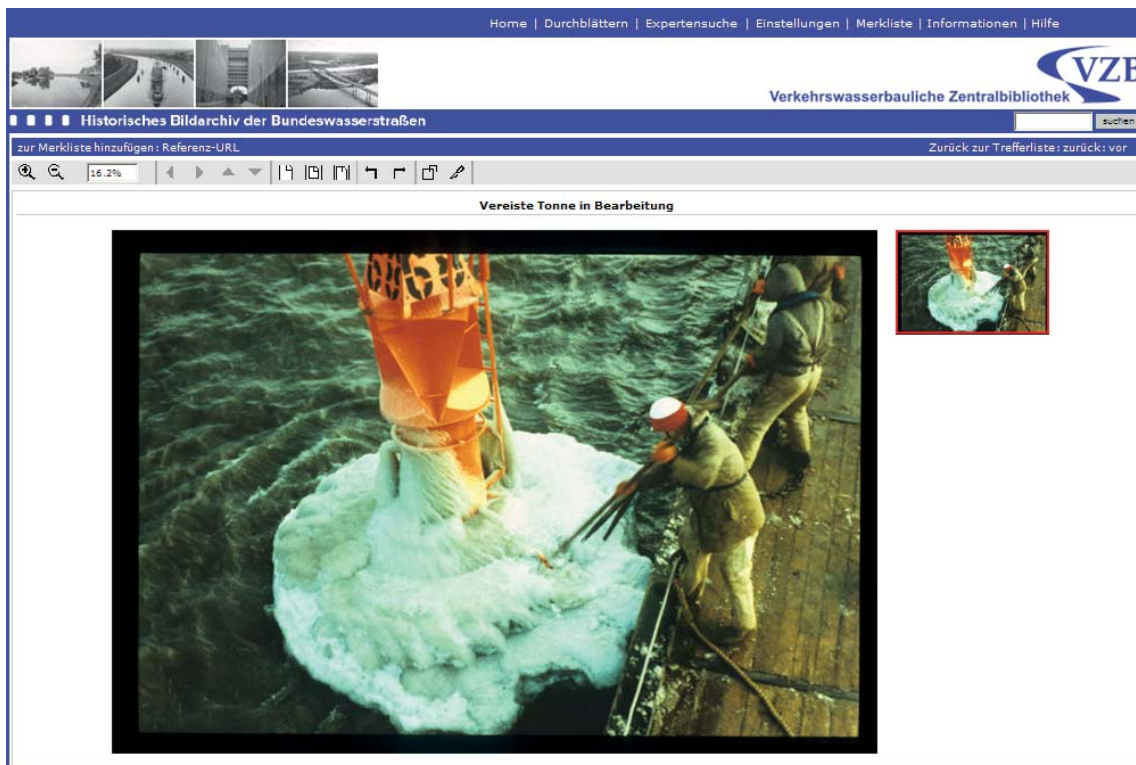 Home | Durchblättern | Expertensuche | Einstellungen | Merkliste | Informationen | Hilfe
VZB
Verkehrswasserbauliche Zentralbibliothek
Historisches Bildarchiv der Bundeswasserstraßen
suchen
zur Merkliste hinzufügen : Referenz-URL
Zurück zur Trefferliste : zurück : vor
16.2%
Vereiste Tonne in Bearbeitung